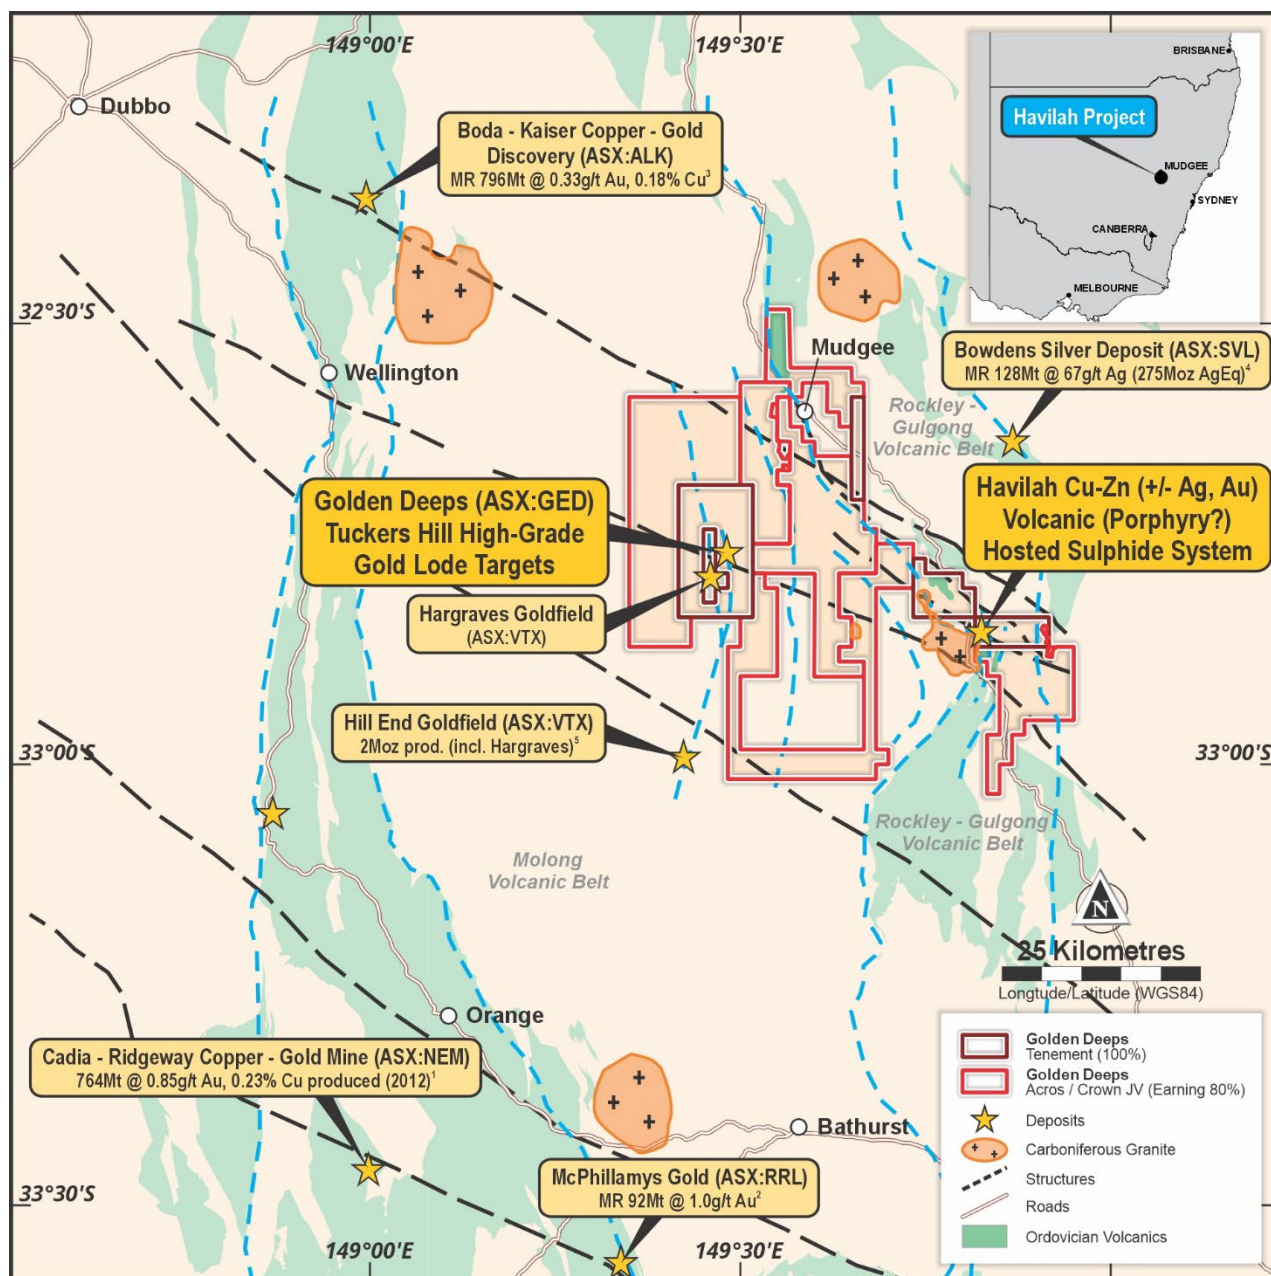 149°00'E
149°30'E
BRISBANE
Dubbo
Boda - Kaiser Copper - Gold
Discovery (ASX:ALK)
MR 796Mt @ 0.33g/t Au, 0.18% Cu³
Havilah Project
MUDGEE
SYDNEY
CANBERRA
MELBOURNE
32°30'S
Mudgee
Bowdens Silver Deposit (ASX:SVL)
MR 128Mt @ 67g/t Ag (275Moz AgEq)⁴
Wellington
Rockley -
Gulgong
Volcanic Belt
Golden Deeps (ASX:GED)
Tuckers Hill High-Grade
Gold Lode Targets
Havilah Cu-Zn (+/- Ag, Au)
Volcanic (Porphyry?)
Hosted Sulphide System
Hargraves Goldfield
(ASX:VTX)
Hill End Goldfield (ASX:VTX)
2Moz prod. (incl. Hargraves)⁵
33°00'S
33°00'S
Rockley - Gulgong
Volcanic Belt
Molong
Volcanic Belt
N
25 Kilometres
Longtude/Latitude (WGS84)
Orange
Cadia - Ridgeway Copper - Gold Mine (ASX:NEM)
764Mt @ 0.85g/t Au, 0.23% Cu produced (2012)¹
Bathurst
McPhillamys Gold (ASX:RRL)
MR 92Mt @ 1.0g/t Au²
33°30'S
149°00'E
149°30'E
Golden Deeps
Tenement (100%)
Golden Deeps
Acros / Crown JV (Earning 80%)
Deposits
Carboniferous Granite
Structures
Roads
Ordovician Volcanics